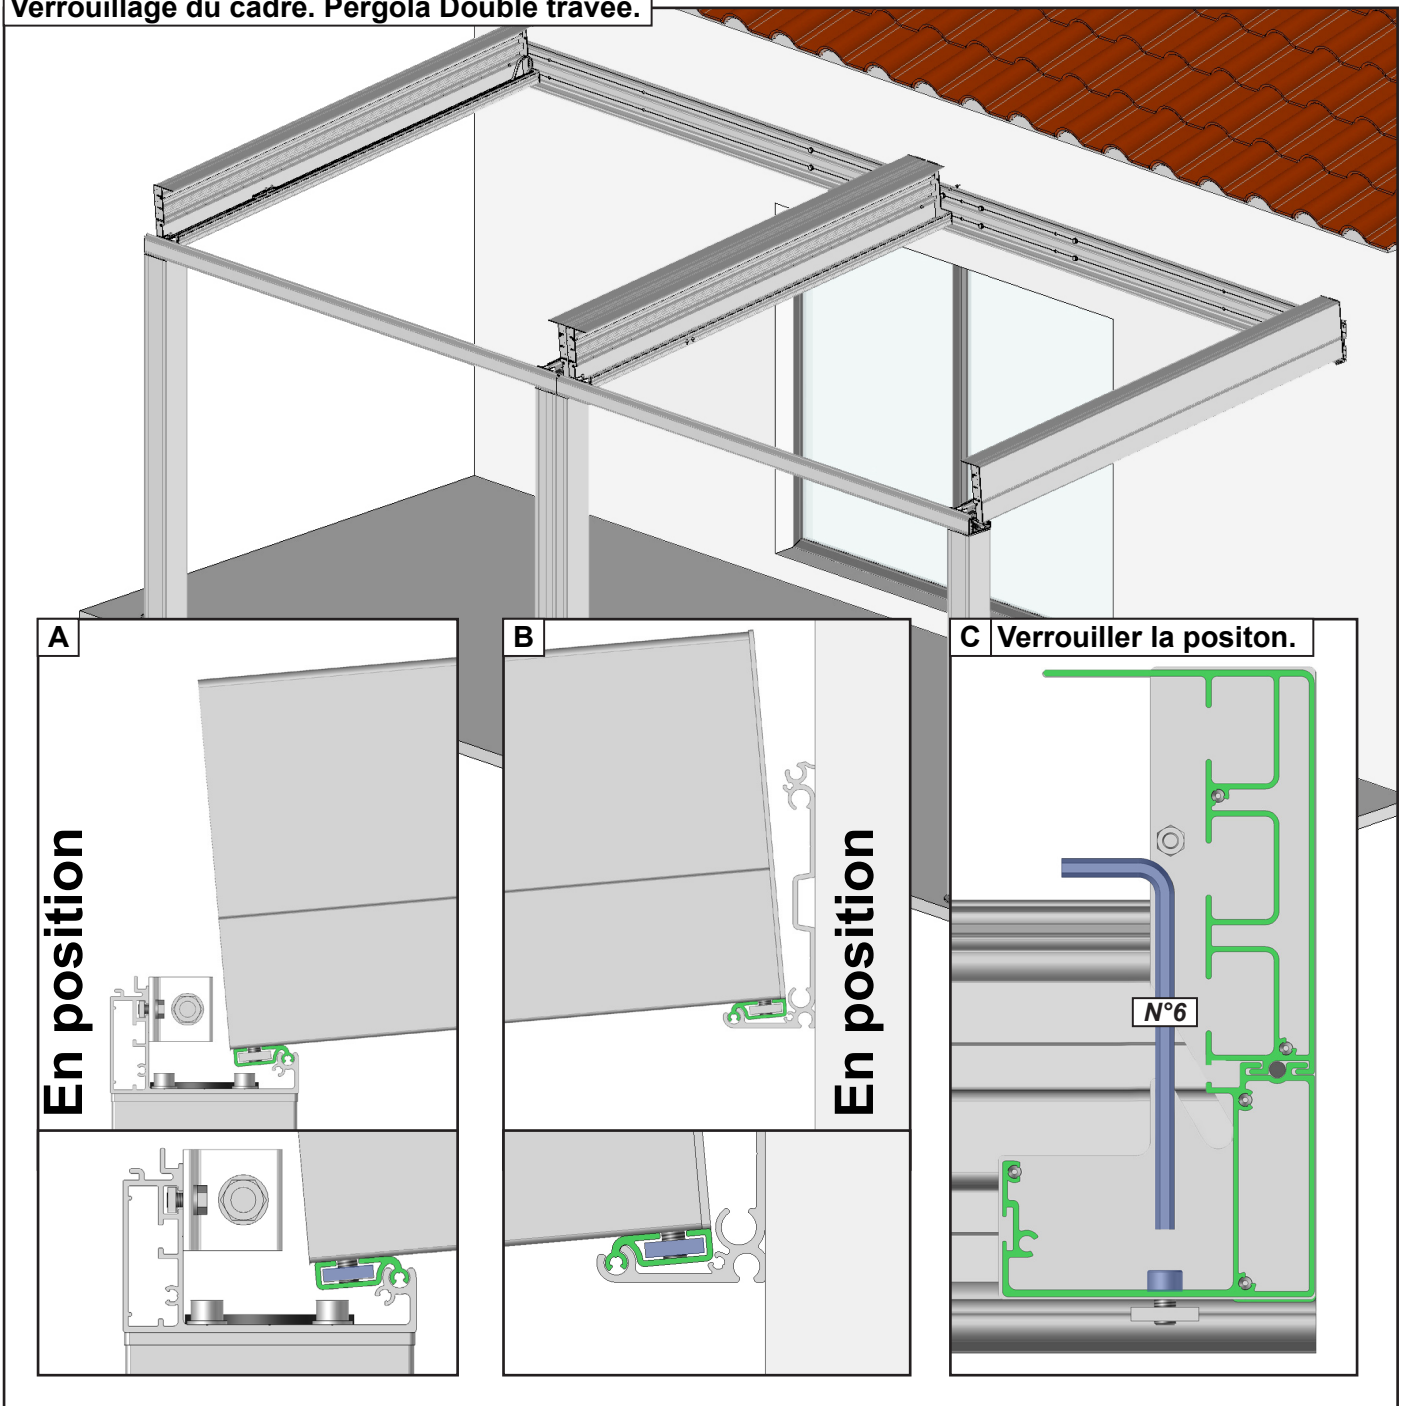 Verrouillage du cadre. Pergola Double travée.
A
En position
B
En position
C Verrouiller la positon.
N°6